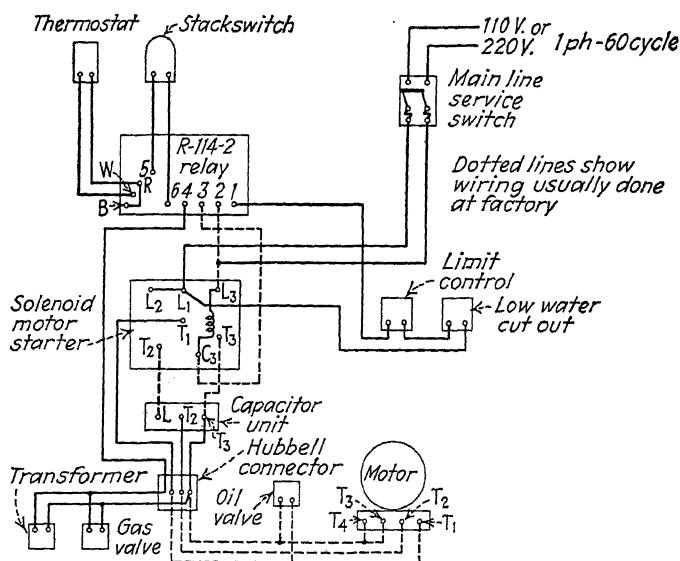 Thermostat
Stackswitch
110 V. or
220 V. 1ph-60cycle
Main line
service
switch
R-114-2
relay
5
W
R
B
6 4 3 2 1
Dotted lines show
wiring usually done
at factory
Limit
control
Low water
cut out
Solenoid
motor
starter
L2 L1 L3
T1
T2
T3
C3
L T2
T3
Capacitor
unit
Hubbell
connector
Transformer
Gas
valve
Oil
valve
Motor
T3 T2
T4 T1